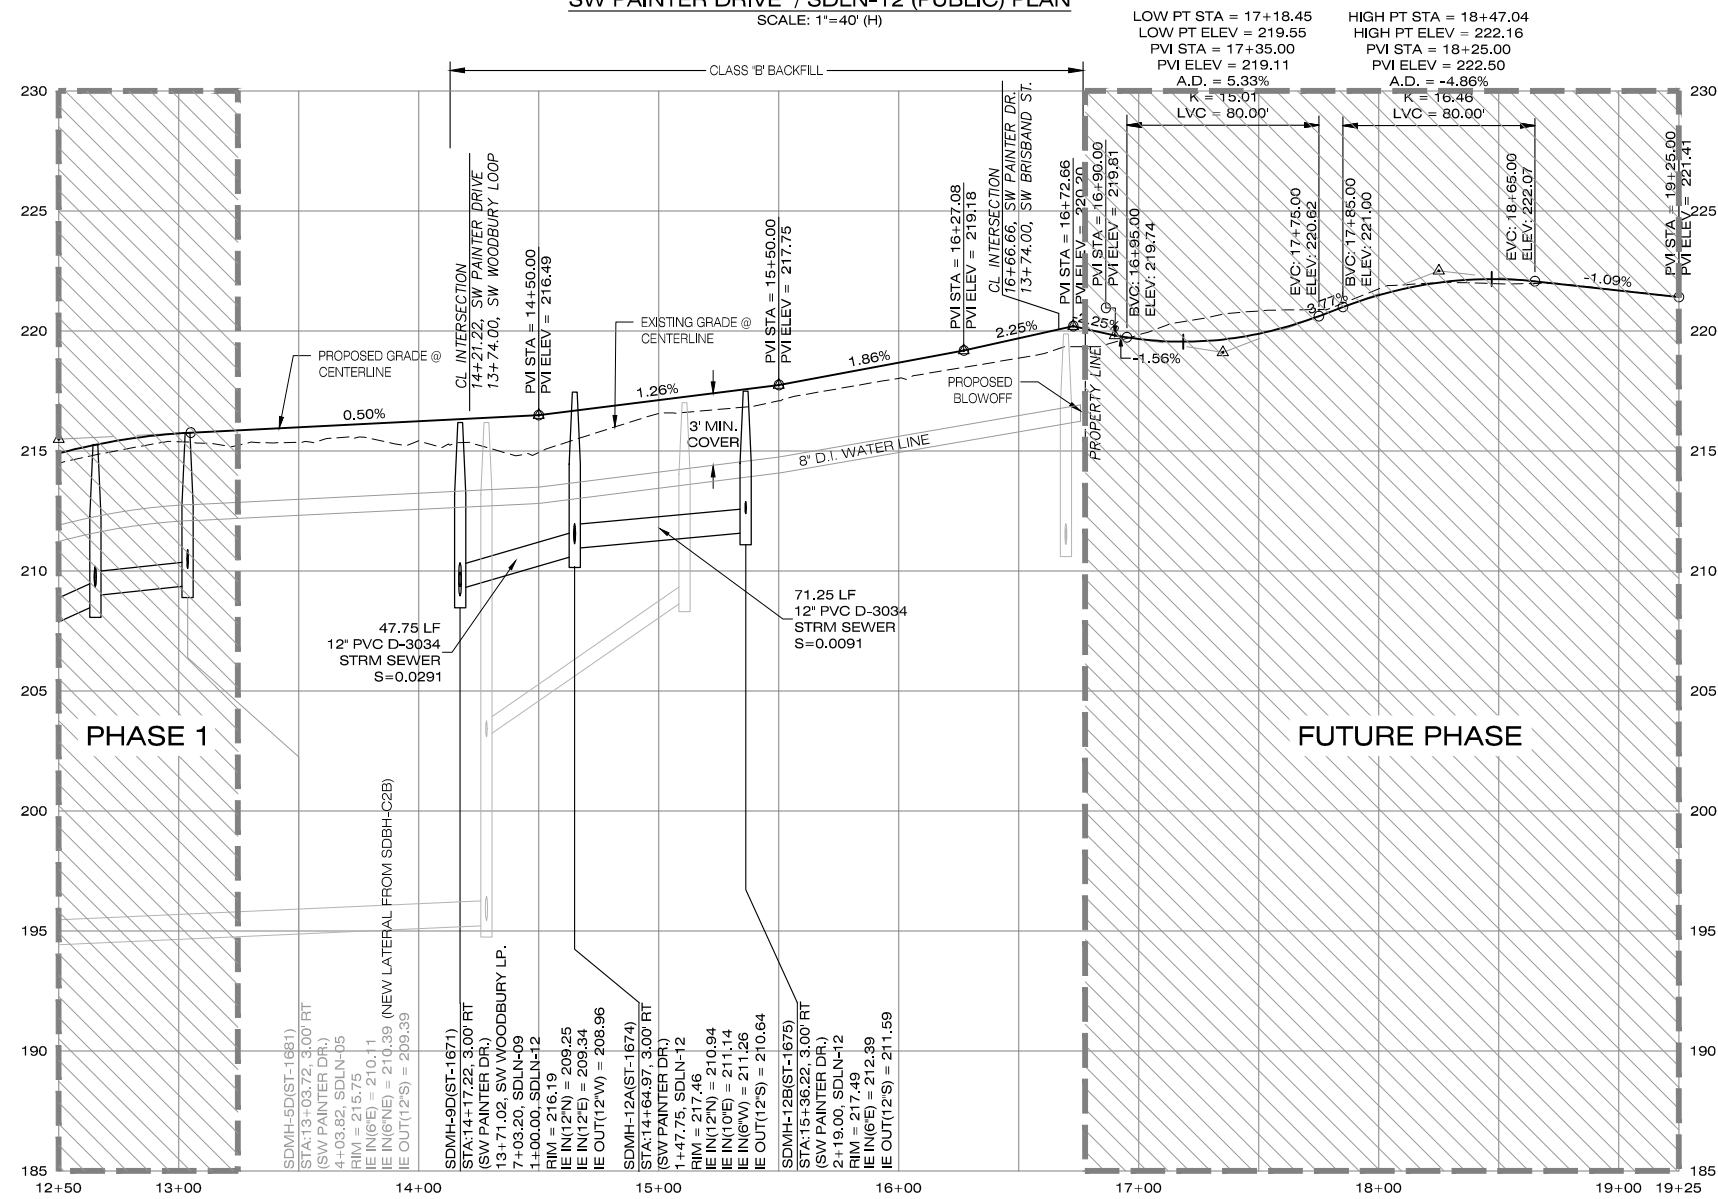 SW PAINTER DRIVE / SDLN-12 (PUBLIC) PLAN
SCALE: 1"=40' (H)
LOW PT STA = 17+18.45
LOW PT ELEV = 219.55
PVI STA = 17+35.00
PVI ELEV = 219.11
A.D. = 5.33%
K = 15.01
LVC = 80.00'
HIGH PT STA = 18+47.04
HIGH PT ELEV = 222.16
PVI STA = 18+25.00
PVI ELEV = 222.50
A.D. = -4.86%
K = 16.46
LVC = 80.00'
CLASS "B" BACKFILL
230
225
220
215
210
205
200
195
190
185
230
225
220
215
210
205
200
195
190
185
CL INTERSECTION
14+21.22, SW PAINTER DRIVE
13+74.00, SW WOODBURY LOOP
PVI STA = 14+50.00
PVI ELEV = 216.49
PVI STA = 15+50.00
PVI ELEV = 217.75
PVI STA = 16+27.08
PVI ELEV = 219.18
CL INTERSECTION
16+66.66, SW PAINTER DR.
13+74.00, SW BRISBAND ST.
PVI STA = 16+72.66
PVI ELEV = 220.20
PVI STA = 16+90.00
PVI ELEV = 219.81
BVC: 16+95.00
ELEV: 219.74
EVC: 17+75.00
ELEV: 220.62
BVC: 17+85.00
ELEV: 221.00
EVC: 18+65.00
ELEV: 222.07
PVI STA = 19+25.00
PVI ELEV = 221.41
PROPOSED GRADE @
CENTERLINE
EXISTING GRADE @
CENTERLINE
0.50%
1.26%
1.86%
2.25%
-2.25%
-1.56%
3.77%
-1.09%
3' MIN.
COVER
8" D.I. WATER LINE
PROPOSED
BLOWOFF
PROPERTY LINE
47.75 LF
12" PVC D-3034
STRM SEWER
S=0.0291
71.25 LF
12" PVC D-3034
STRM SEWER
S=0.0091
PHASE 1
FUTURE PHASE
SDMH-5D(ST-1681)
STA:13+03.72, 3.00' RT
(SW PAINTER DR.)
4+03.82, SDLN-05
RIM = 215.75
IE IN(6"E) = 210.11
IE IN(6"NE) = 210.39 (NEW LATERAL FROM SDBH-C2B)
IE OUT(12"S) = 209.39
SDMH-9D(ST-1671)
STA:14+17.22, 3.00' RT
(SW PAINTER DR.)
13+71.02, SW WOODBURY LP.
7+03.20, SDLN-09
1+00.00, SDLN-12
RIM = 216.19
IE IN(12"N) = 209.25
IE IN(12"E) = 209.34
IE OUT(12"W) = 208.96
SDMH-12A(ST-1674)
STA:14+64.97, 3.00' RT
(SW PAINTER DR.)
1+47.75, SDLN-12
RIM = 217.46
IE IN(12"N) = 210.94
IE IN(10"E) = 211.14
IE IN(6"W) = 211.26
IE OUT(12"S) = 210.64
SDMH-12B(ST-1675)
STA:15+36.22, 3.00' RT
(SW PAINTER DR.)
2+19.00, SDLN-12
RIM = 217.49
IE IN(6"E) = 212.39
IE OUT(12"S) = 211.59
12+50
13+00
14+00
15+00
16+00
17+00
18+00
19+00
19+25